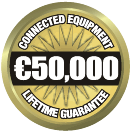 CONNECTED EQUIPMENT
€50,000
LIFETIME GUARANTEE